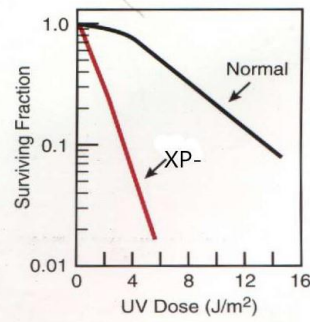 1.0
Normal
0.1
XP-
0.01
0 4 8 12 16
Surviving Fraction
UV Dose (J/m²)